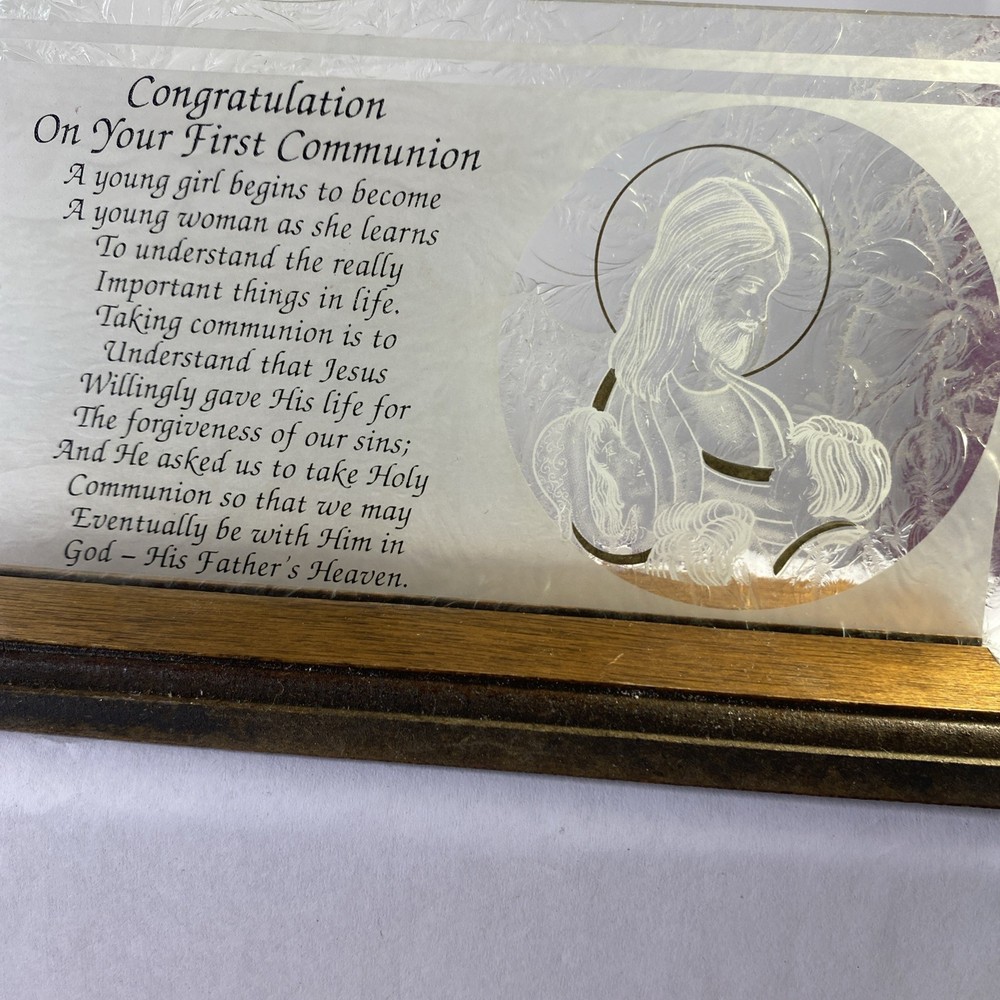 Congratulation
On Your First Communion
A young girl begins to become
A young woman as she learns
To understand the really
Important things in life.
Taking communion is to
Understand that Jesus
Willingly gave His life for
The forgiveness of our sins;
And He asked us to take Holy
Communion so that we may
Eventually be with Him in
God – His Father's Heaven.